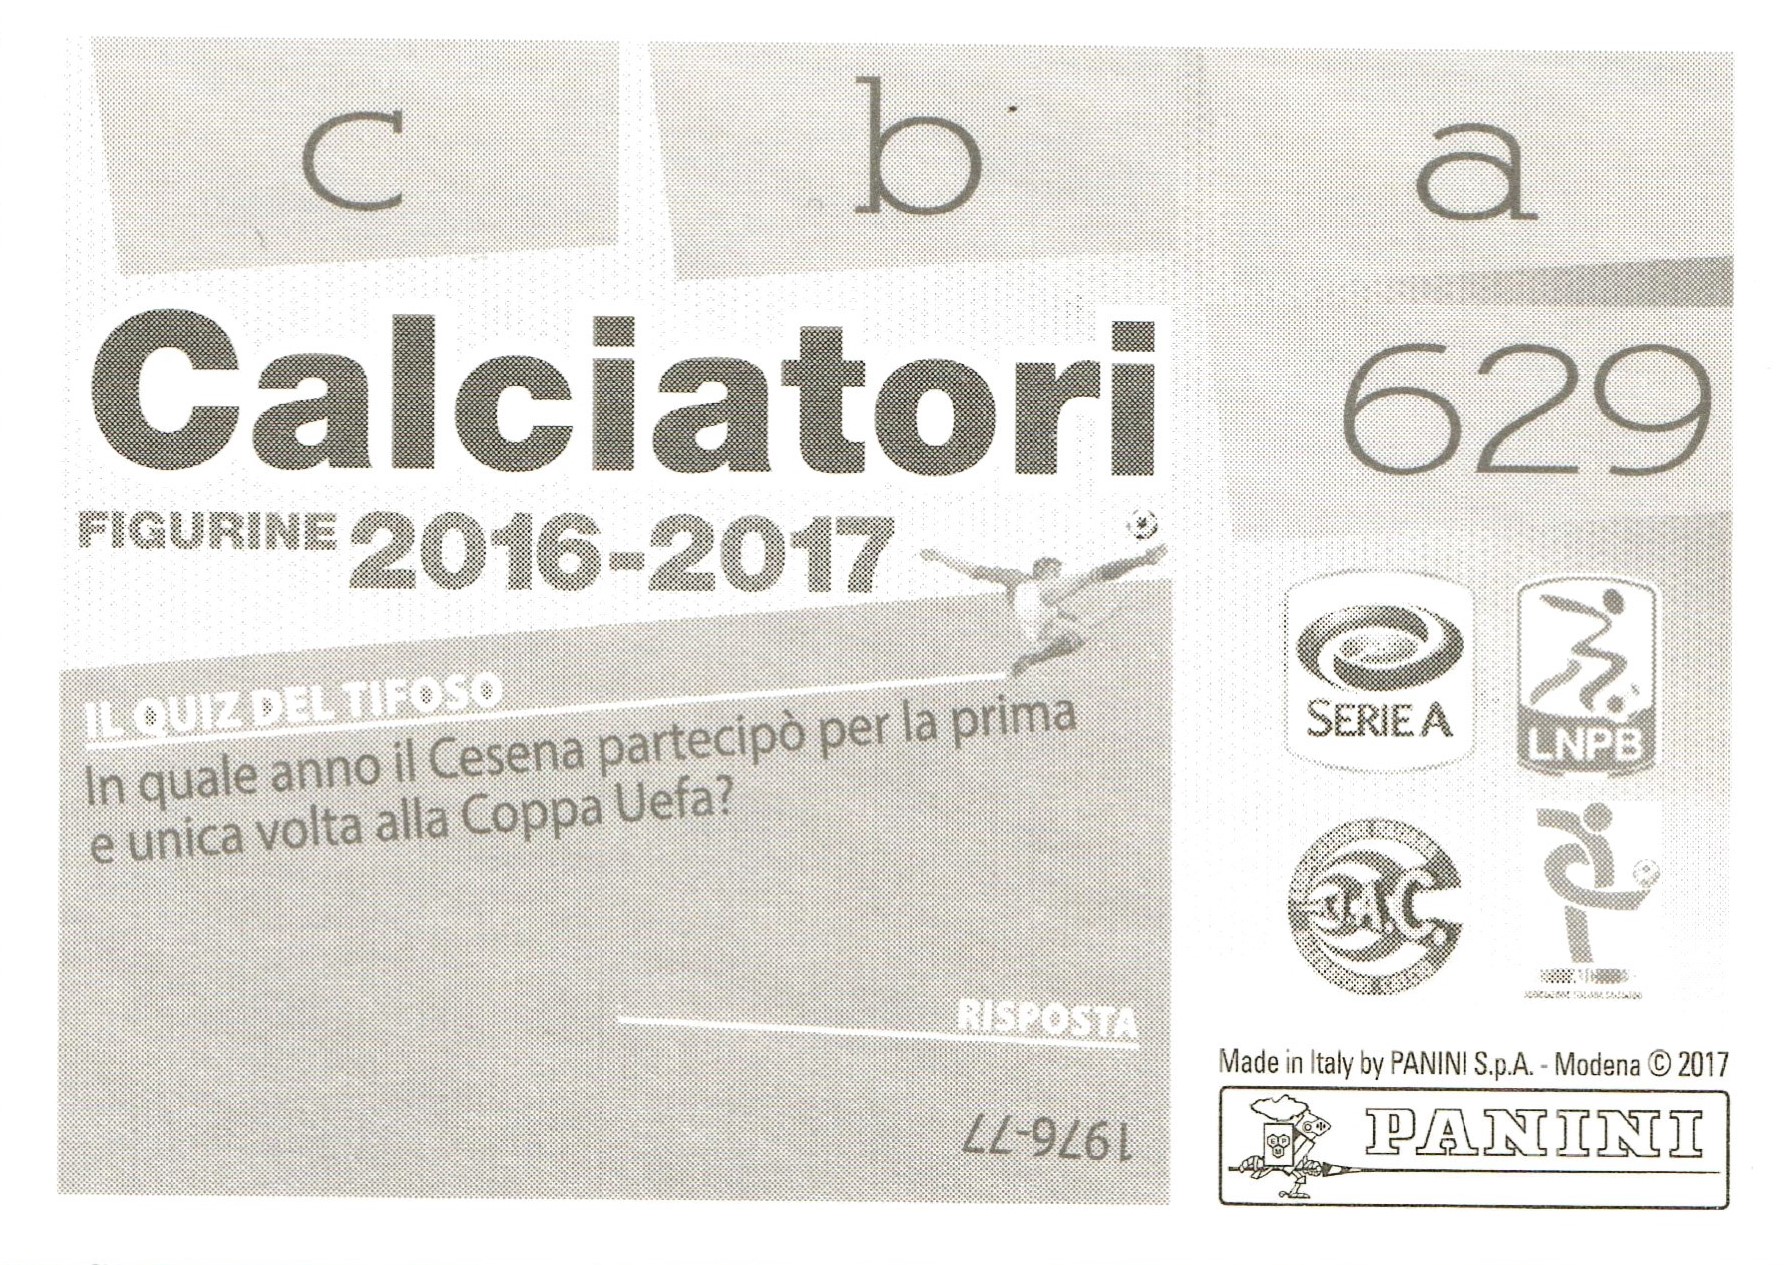 c b a
Calciatori
629
FIGURINE 2016-2017
IL QUIZ DEL TIFOSO
In quale anno il Cesena partecipò per la prima
e unica volta alla Coppa Uefa?
RISPOSTA
1976-77
SERIE A
LNPB
Made in Italy by PANINI S.p.A. - Modena © 2017
PANINI